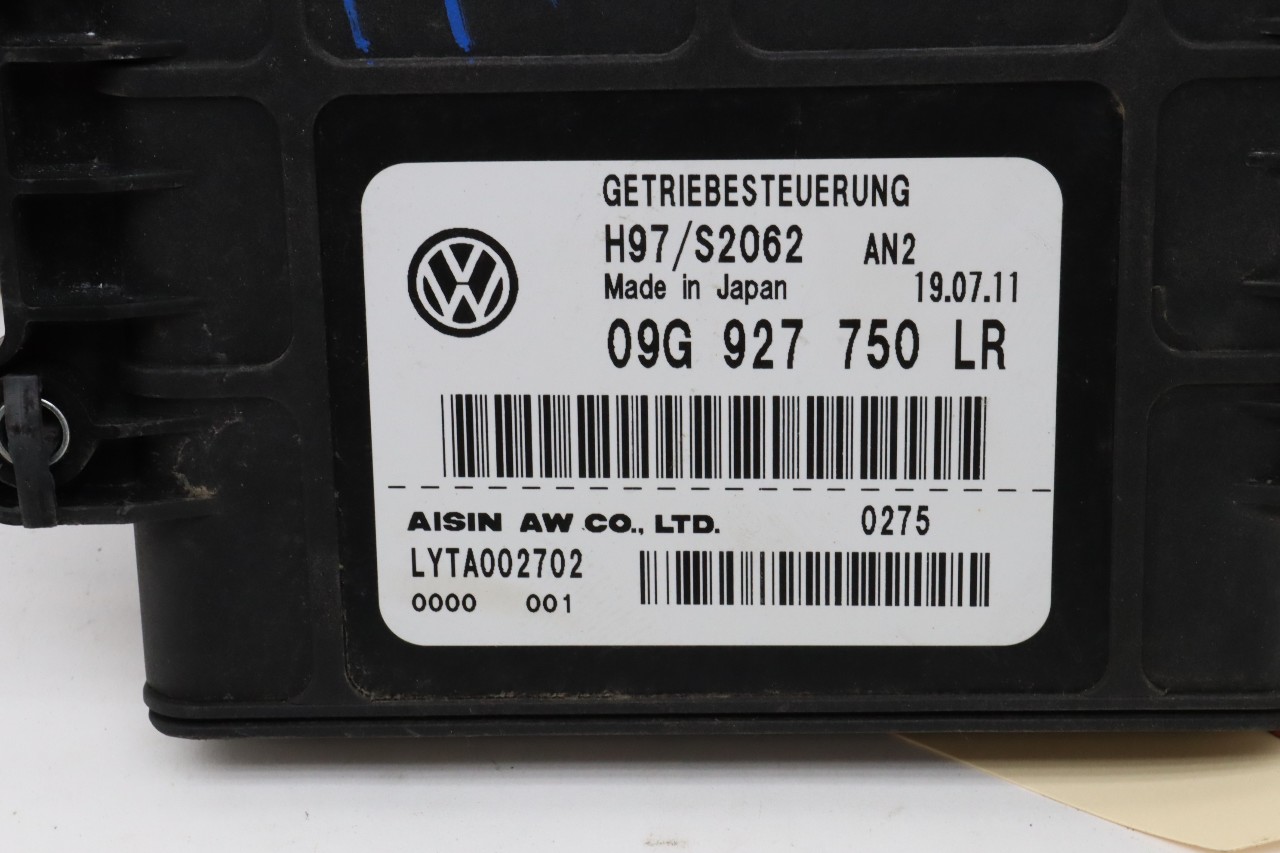 GETRIEBESTEUERUNG
H97/S2062 AN2
Made in Japan 19.07.11
09G 927 750 LR
AISIN AW CO., LTD. 0275
LYTA002702
0000 001